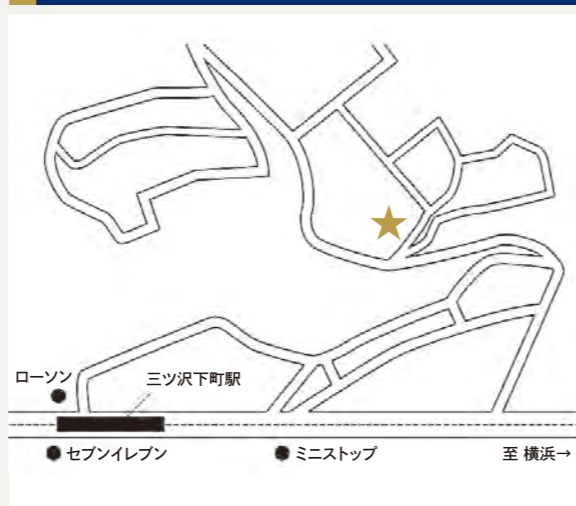 ローソン
三ツ沢下町駅
セブンイレブン
ミニストップ
至 横浜→